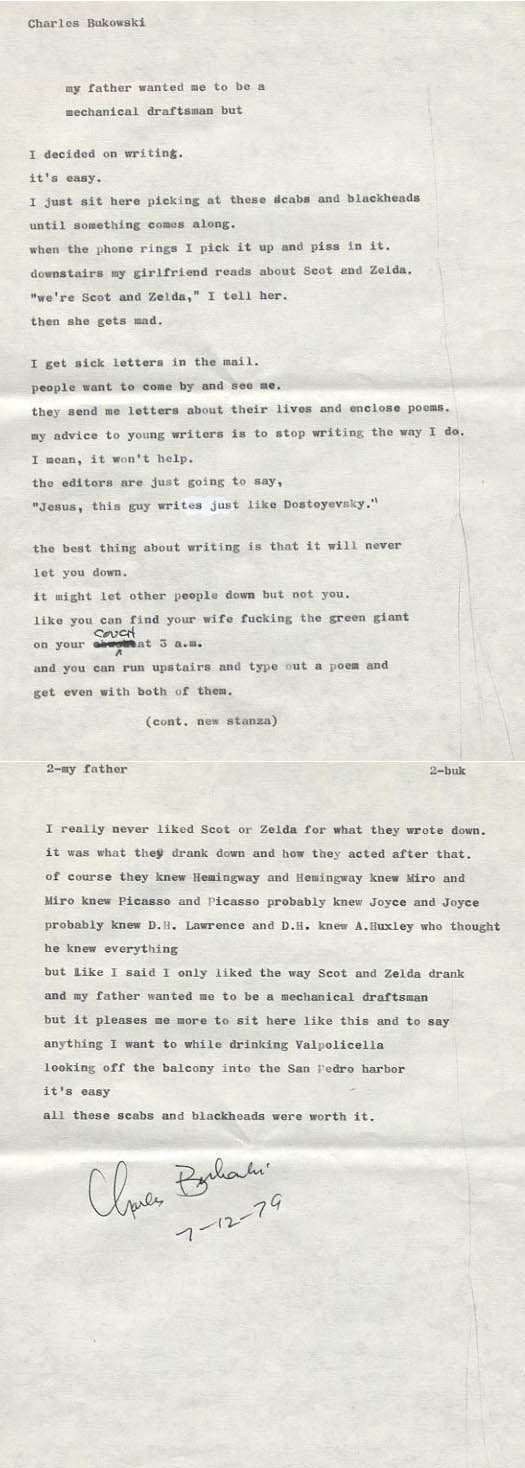 Charles Bukowski
my father wanted me to be a
mechanical draftsman but
I decided on writing.
it's easy.
I just sit here picking at these scabs and blackheads
until something comes along.
when the phone rings I pick it up and piss in it.
downstairs my girlfriend reads about Scot and Zelda.
"we're Scot and Zelda," I tell her.
then she gets mad.
I get sick letters in the mail.
people want to come by and see me.
they send me letters about their lives and enclose poems.
my advice to young writers is to stop writing the way I do.
I mean, it won't help.
the editors are just going to say,
"Jesus, this guy writes just like Dostoyevsky."
the best thing about writing is that it will never
let you down.
it might let other people down but not you.
like you can find your wife fucking the green giant
on your COUCH at 3 a.m.
and you can run upstairs and type out a poem and
get even with both of them.
(cont. new stanza)
2-my father 2-buk
I really never liked Scot or Zelda for what they wrote down.
it was what they drank down and how they acted after that.
of course they knew Hemingway and Hemingway knew Miro and
Miro knew Picasso and Picasso probably knew Joyce and Joyce
probably knew D.H. Lawrence and D.H. knew A.Huxley who thought
he knew everything
but like I said I only liked the way Scot and Zelda drank
and my father wanted me to be a mechanical draftsman
but it pleases me more to sit here like this and to say
anything I want to while drinking Valpolicella
looking off the balcony into the San Pedro harbor
it's easy
all these scabs and blackheads were worth it.
Charles Bukowski
7-12-79